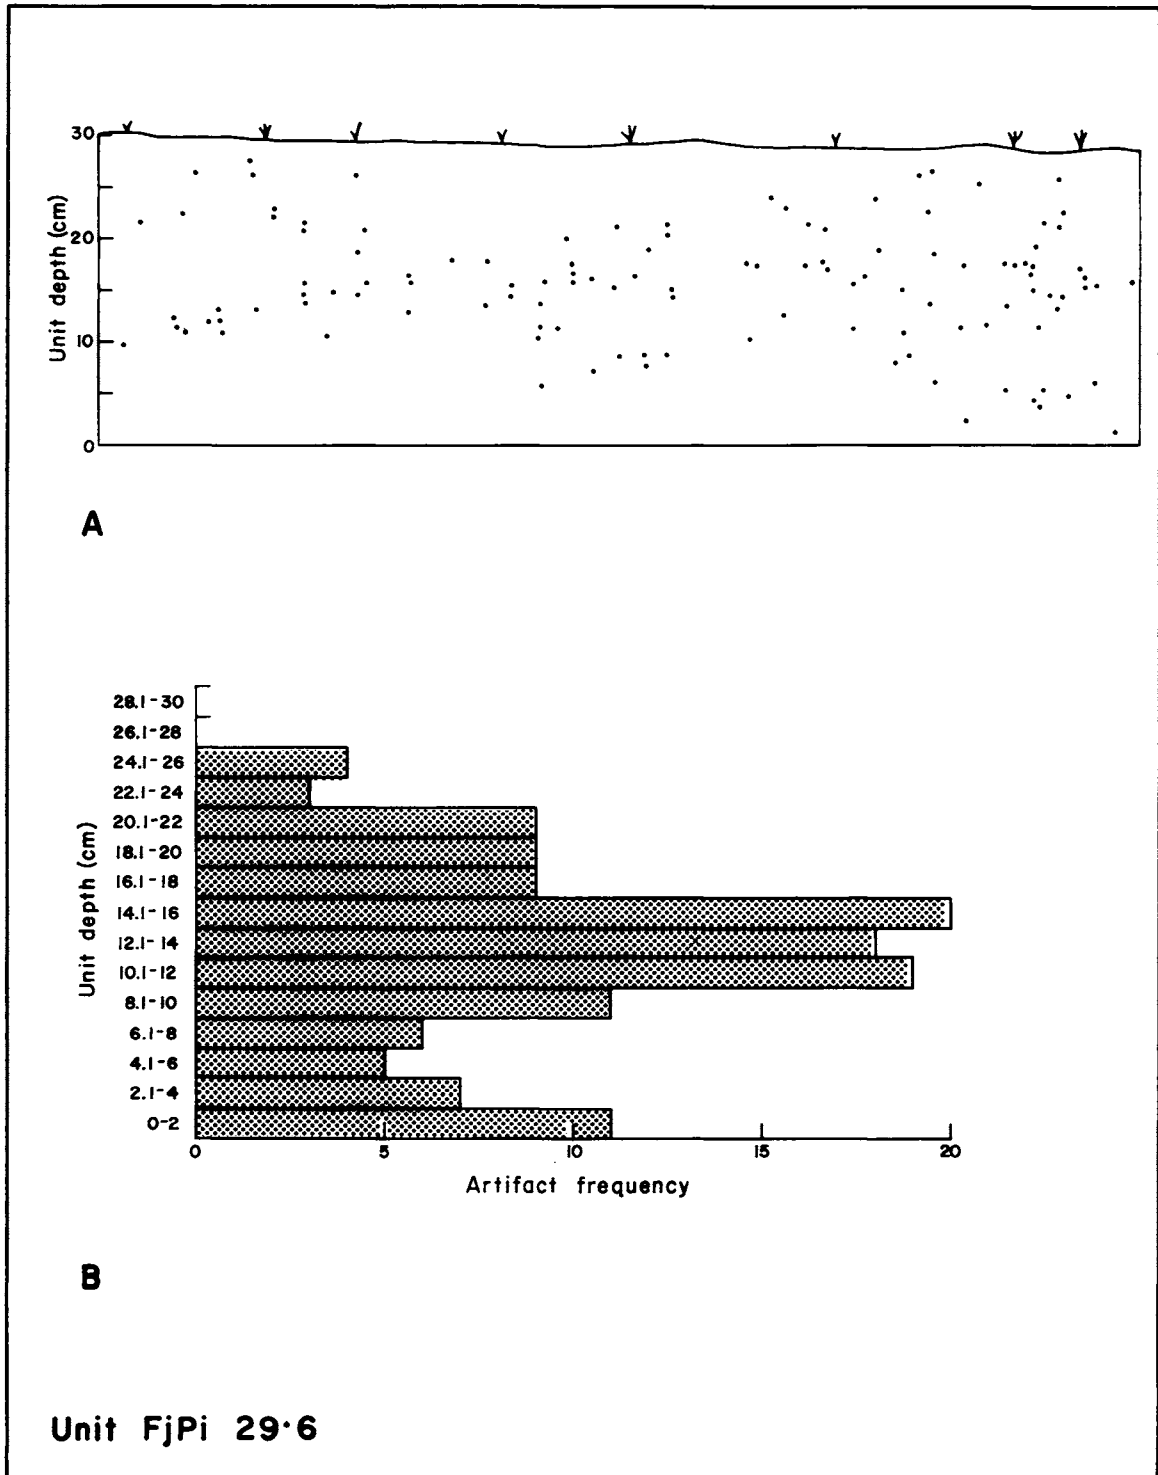 30
20
10
0
Unit depth (cm)
A
28.1-30
26.1-28
24.1-26
22.1-24
20.1-22
18.1-20
16.1-18
14.1-16
12.1-14
10.1-12
8.1-10
6.1-8
4.1-6
2.1-4
0-2
Unit depth (cm)
0 5 10 15 20
Artifact frequency
B
Unit FjPi 29·6